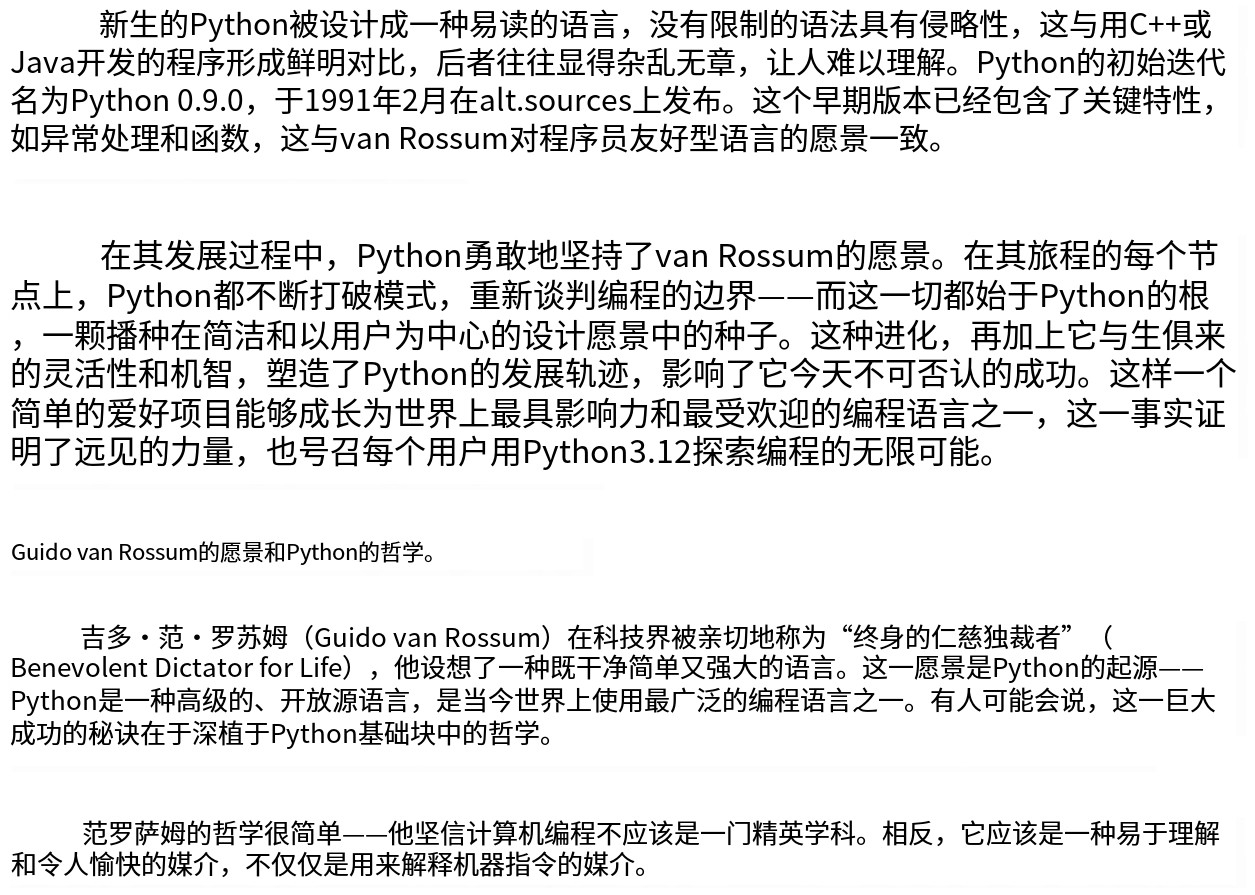 新生的Python被设计成一种易读的语言，没有限制的语法具有侵略性，这与用C++或
Java开发的程序形成鲜明对比，后者往往显得杂乱无章，让人难以理解。Python的初始迭代
名为Python 0.9.0，于1991年2月在alt.sources上发布。这个早期版本已经包含了关键特性，
如异常处理和函数，这与van Rossum对程序员友好型语言的愿景一致。
在其发展过程中，Python勇敢地坚持了van Rossum的愿景。在其旅程的每个节
点上，Python都不断打破模式，重新谈判编程的边界——而这一切都始于Python的根
，一颗播种在简洁和以用户为中心的设计愿景中的种子。这种进化，再加上它与生俱来
的灵活性和机智，塑造了Python的发展轨迹，影响了它今天不可否认的成功。这样一个
简单的爱好项目能够成长为世界上最具影响力和最受欢迎的编程语言之一，这一事实证
明了远见的力量，也号召每个用户用Python3.12探索编程的无限可能。
Guido van Rossum的愿景和Python的哲学。
吉多·范·罗苏姆（Guido van Rossum）在科技界被亲切地称为“终身的仁慈独裁者”（
Benevolent Dictator for Life），他设想了一种既干净简单又强大的语言。这一愿景是Python的起源——
Python是一种高级的、开放源语言，是当今世界上使用最广泛的编程语言之一。有人可能会说，这一巨大
成功的秘诀在于深植于Python基础块中的哲学。
范罗萨姆的哲学很简单——他坚信计算机编程不应该是一门精英学科。相反，它应该是一种易于理解
和令人愉快的媒介，不仅仅是用来解释机器指令的媒介。